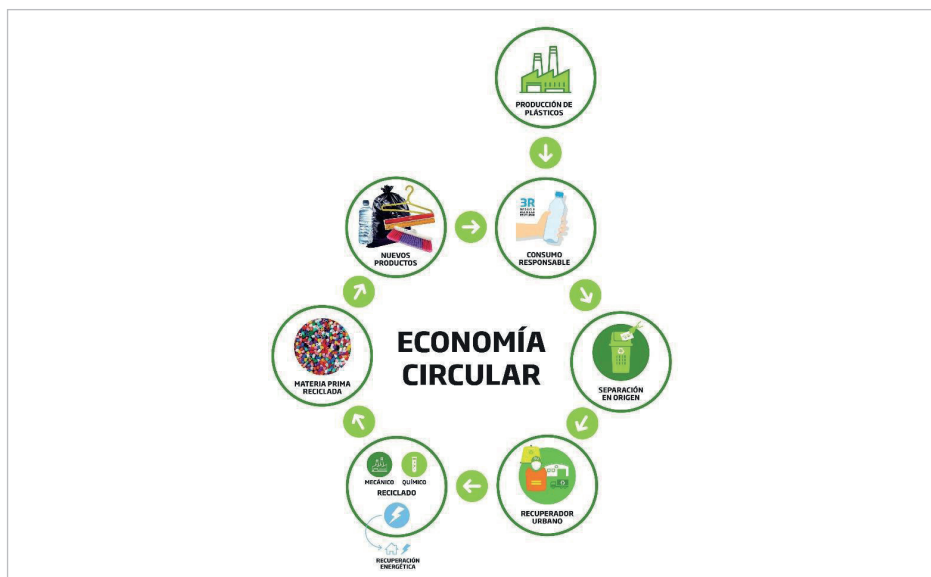 PRODUCCIÓN DE
PLÁSTICOS
3R
CONSUMO
RESPONSABLE
NUEVOS
PRODUCTOS
ECONOMÍA
CIRCULAR
SEPARACIÓN
EN ORIGEN
MATERIA PRIMA
RECICLADA
MECÁNICO
QUÍMICO
RECICLADO
RECUPERADOR
URBANO
RECUPERACIÓN
ENERGÉTICA